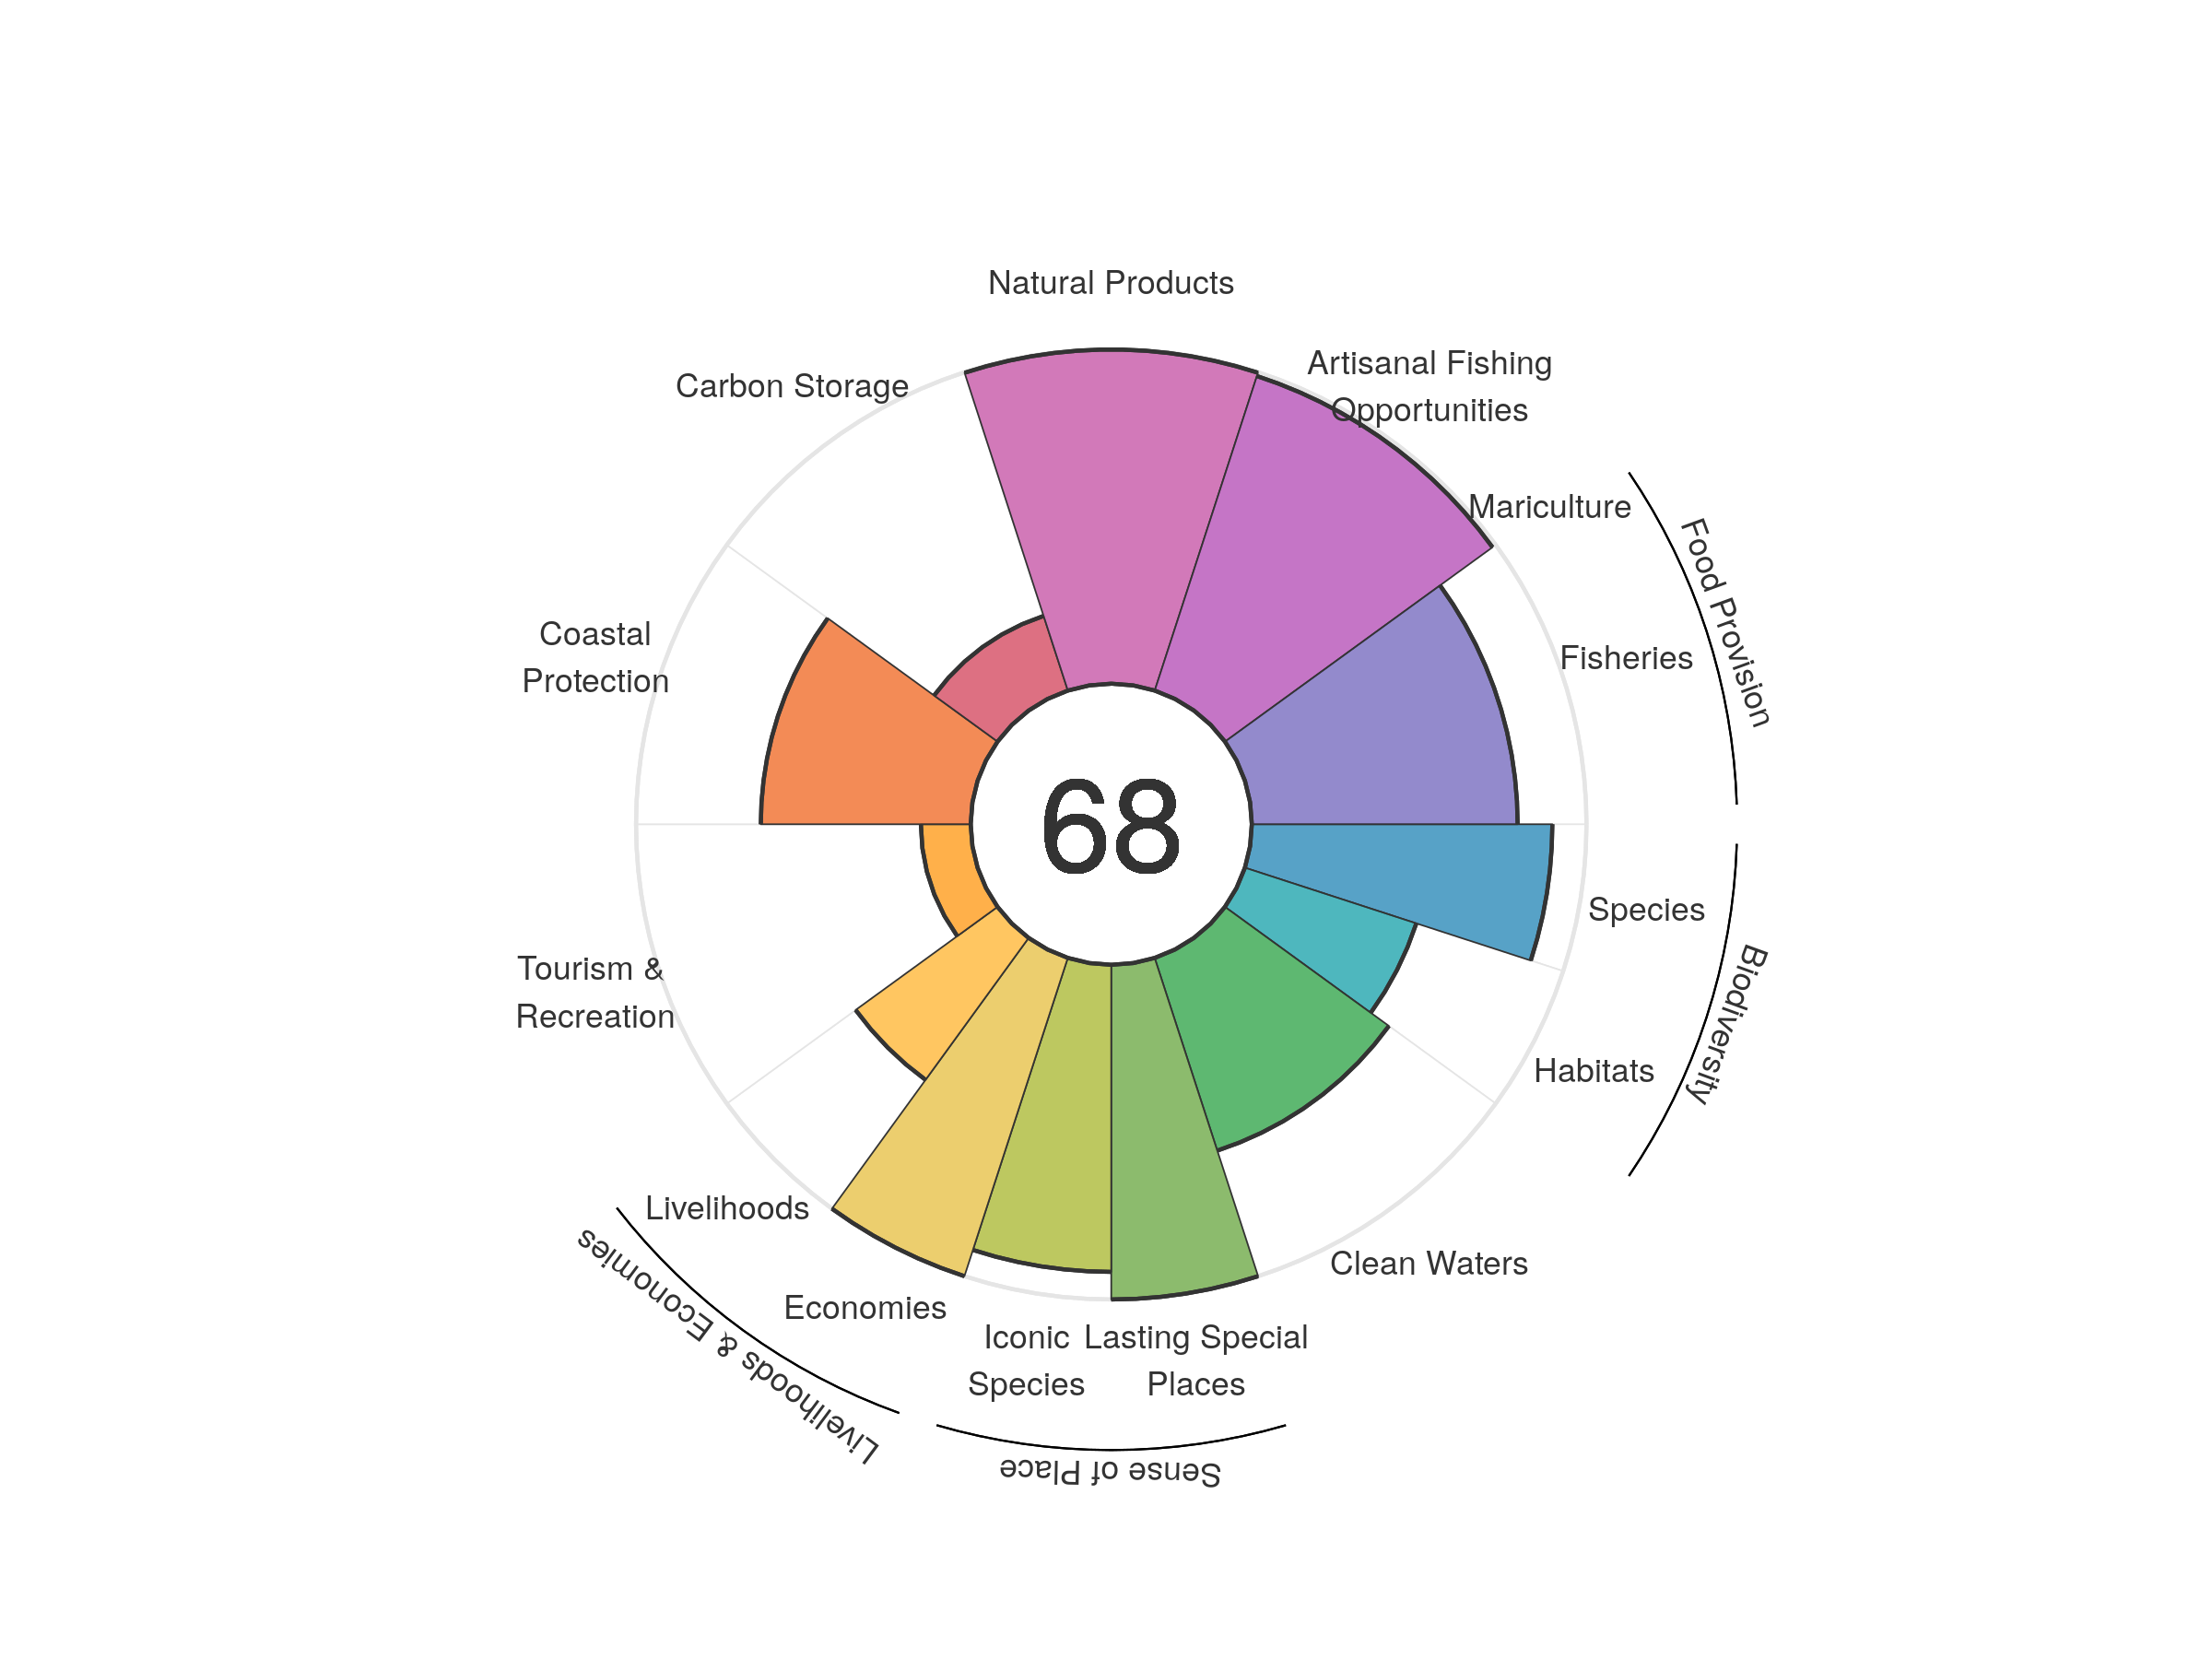 Natural Products
Carbon Storage
Artisanal Fishing
Opportunities
Mariculture
Food Provision
Fisheries
Coastal
Protection
68
Species
Biodiversity
Tourism &
Recreation
Habitats
Livelihoods
Clean Waters
Livelihoods & Economies
Economies
Iconic
Species
Lasting Special
Places
Sense of Place